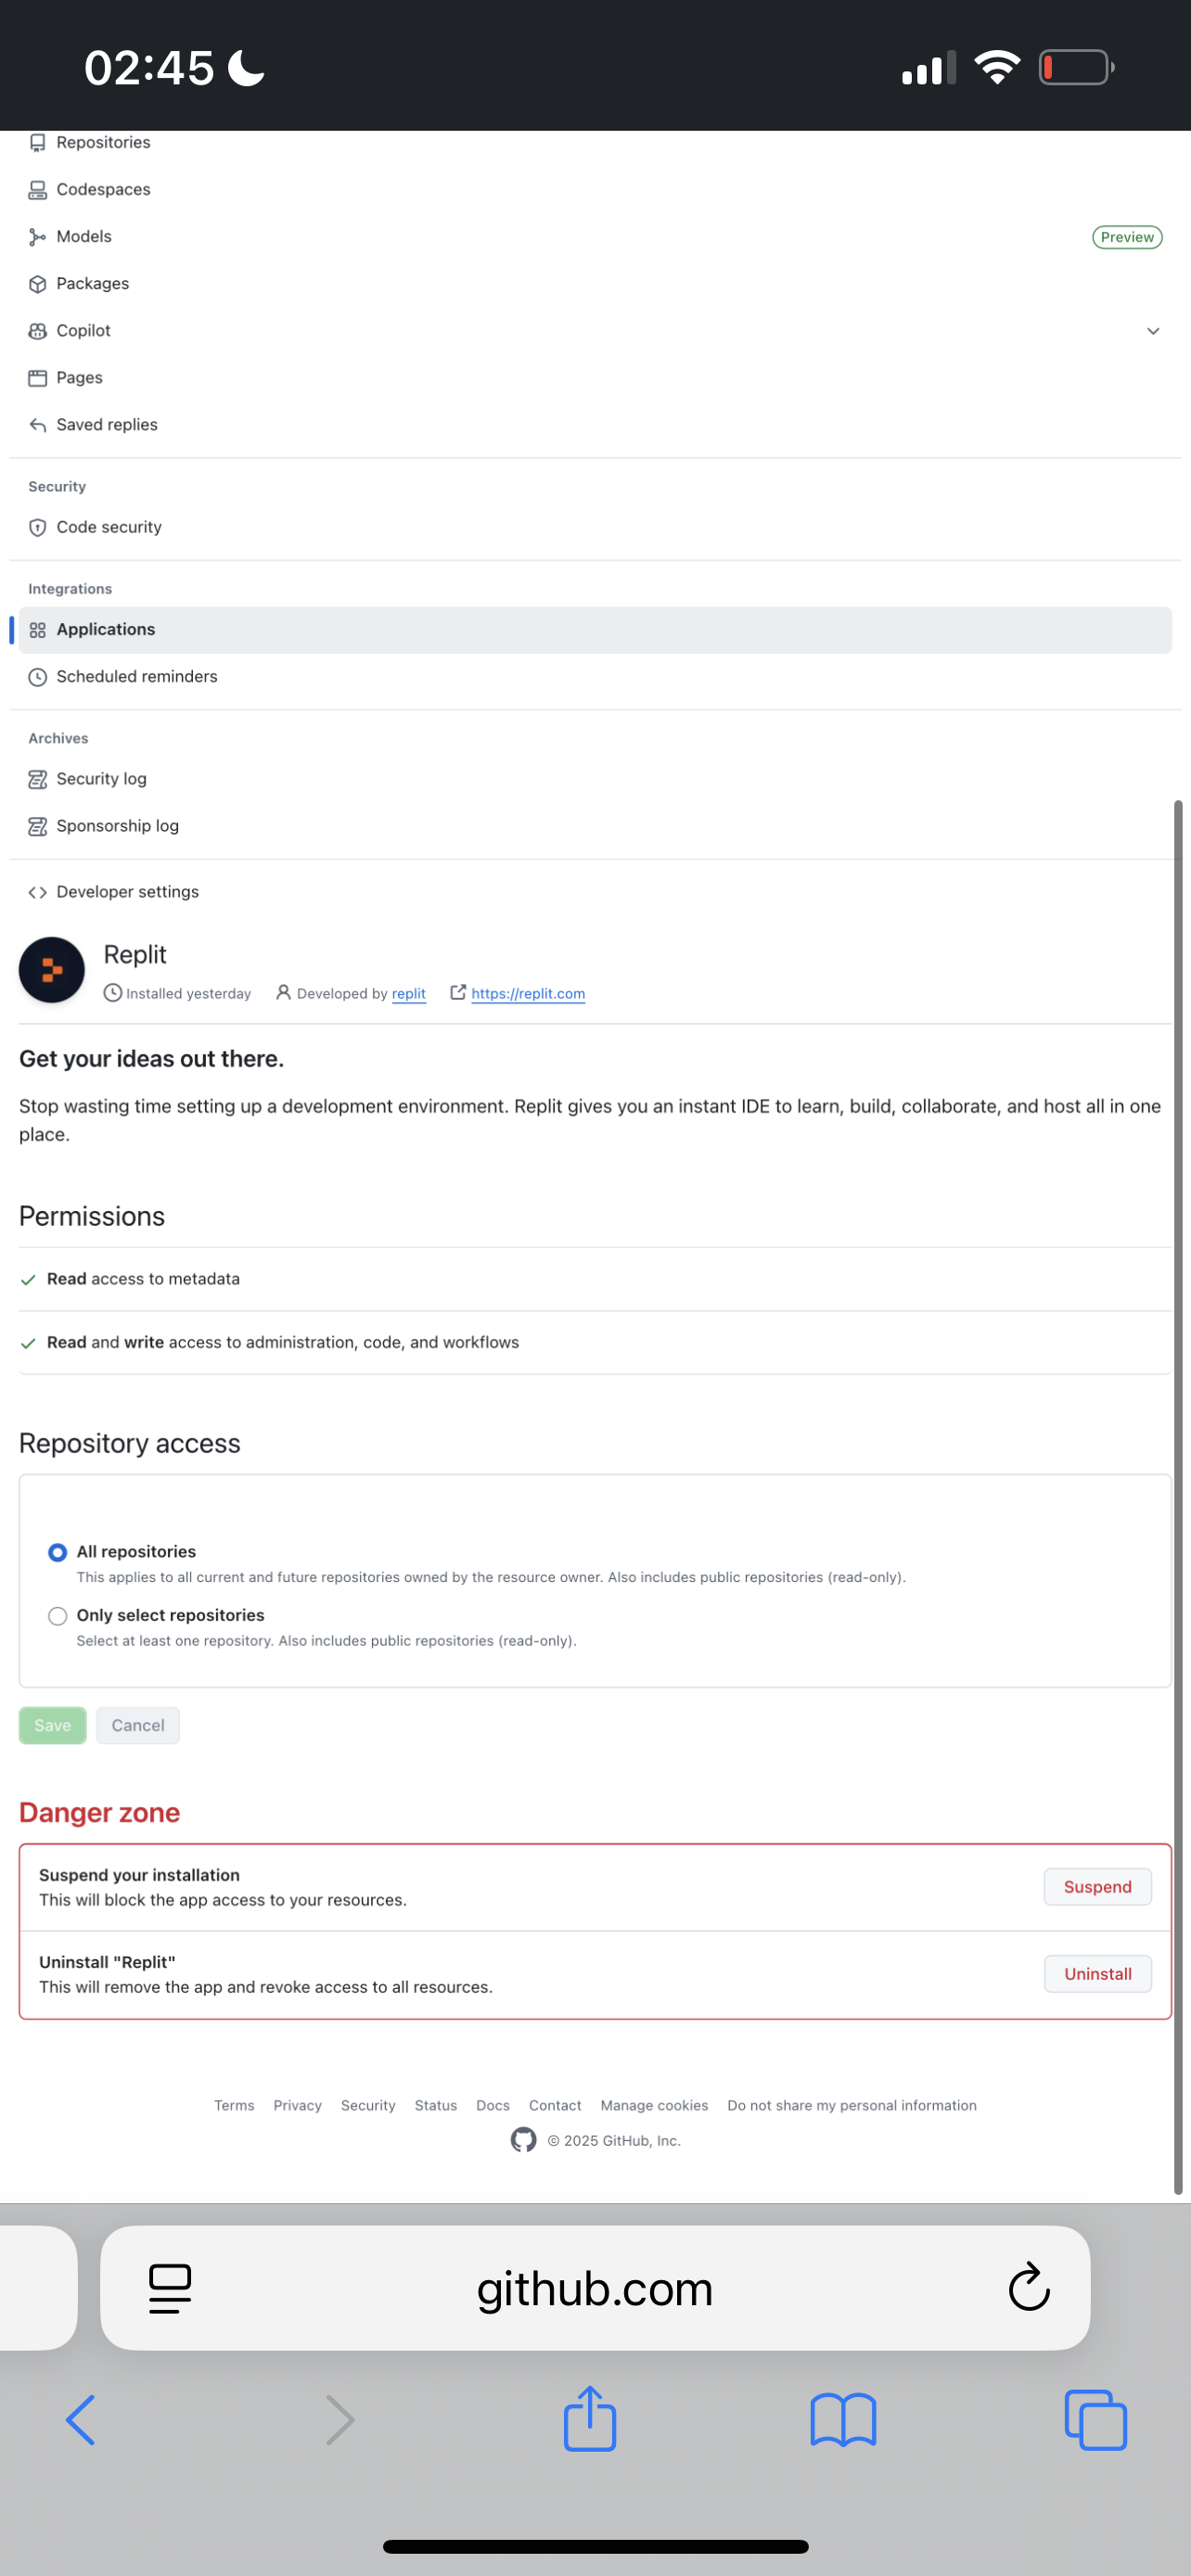 02:45
Repositories
Codespaces
Models
Preview
Packages
Copilot
Pages
Saved replies
Security
Code security
Integrations
Applications
Scheduled reminders
Archives
Security log
Sponsorship log
Developer settings
Replit
Installed yesterday Developed by replit https://replit.com
Get your ideas out there.
Stop wasting time setting up a development environment. Replit gives you an instant IDE to learn, build, collaborate, and host all in one
place.
Permissions
Read access to metadata
Read and write access to administration, code, and workflows
Repository access
All repositories
This applies to all current and future repositories owned by the resource owner. Also includes public repositories (read-only).
Only select repositories
Select at least one repository. Also includes public repositories (read-only).
Save Cancel
Danger zone
Suspend your installation
This will block the app access to your resources.
Suspend
Uninstall "Replit"
This will remove the app and revoke access to all resources.
Uninstall
Terms Privacy Security Status Docs Contact Manage cookies Do not share my personal information
© 2025 GitHub, Inc.
github.com